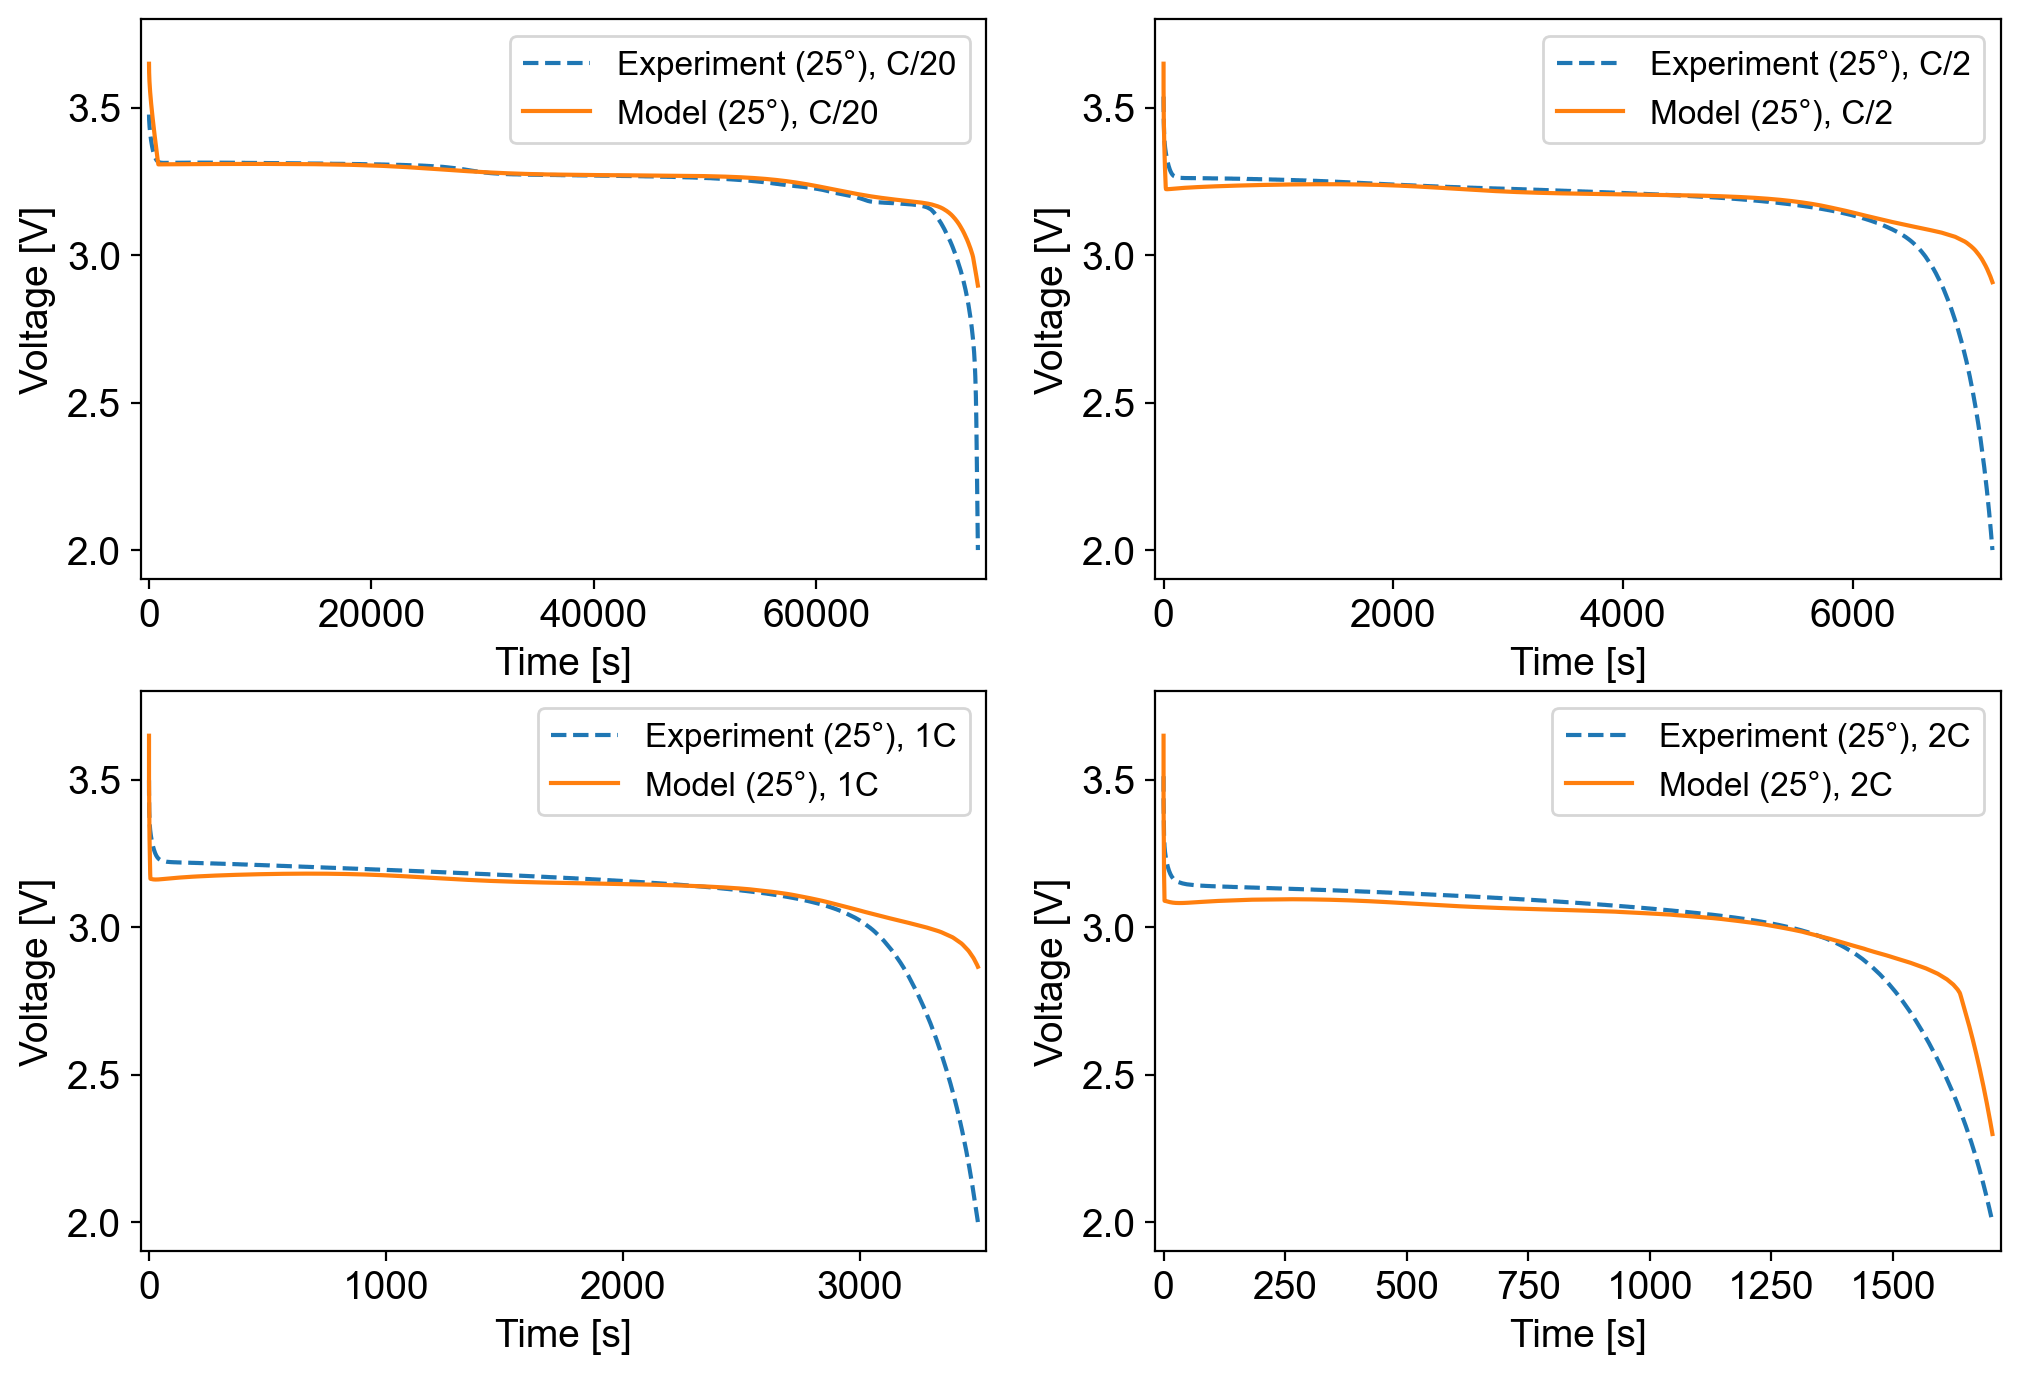 Experiment (25°), C/20
Model (25°), C/20
3.5
3.0
2.5
2.0
Voltage [V]
0 20000 40000 60000
Time [s]
Experiment (25°), C/2
Model (25°), C/2
3.5
3.0
2.5
2.0
Voltage [V]
0 2000 4000 6000
Time [s]
Experiment (25°), 1C
Model (25°), 1C
3.5
3.0
2.5
2.0
Voltage [V]
0 1000 2000 3000
Time [s]
Experiment (25°), 2C
Model (25°), 2C
3.5
3.0
2.5
2.0
Voltage [V]
0 250 500 750 1000 1250 1500
Time [s]